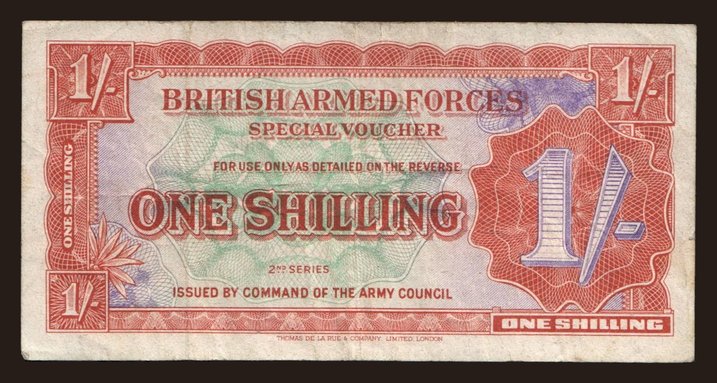 1/-
1/-
BRITISH ARMED FORCES
SPECIAL VOUCHER
FOR USE ONLY AS DETAILED ON THE REVERSE
ONE SHILLING
ONE SHILLING
1/-
2ND SERIES
ISSUED BY COMMAND OF THE ARMY COUNCIL
1/-
ONE SHILLING
THOMAS DE LA RUE & COMPANY, LIMITED, LONDON